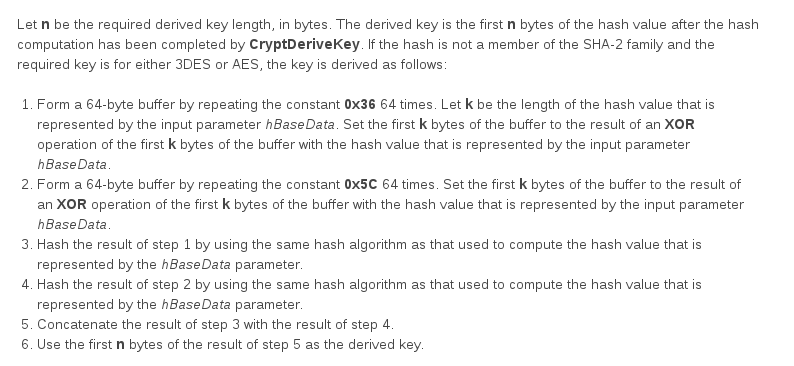 Let n be the required derived key length, in bytes. The derived key is the first n bytes of the hash value after the hash
computation has been completed by CryptDeriveKey. If the hash is not a member of the SHA-2 family and the
required key is for either 3DES or AES, the key is derived as follows:
1. Form a 64-byte buffer by repeating the constant 0x36 64 times. Let k be the length of the hash value that is
represented by the input parameter hBaseData. Set the first k bytes of the buffer to the result of an XOR
operation of the first k bytes of the buffer with the hash value that is represented by the input parameter
hBaseData.
2. Form a 64-byte buffer by repeating the constant 0x5C 64 times. Set the first k bytes of the buffer to the result of
an XOR operation of the first k bytes of the buffer with the hash value that is represented by the input parameter
hBaseData.
3. Hash the result of step 1 by using the same hash algorithm as that used to compute the hash value that is
represented by the hBaseData parameter.
4. Hash the result of step 2 by using the same hash algorithm as that used to compute the hash value that is
represented by the hBaseData parameter.
5. Concatenate the result of step 3 with the result of step 4.
6. Use the first n bytes of the result of step 5 as the derived key.